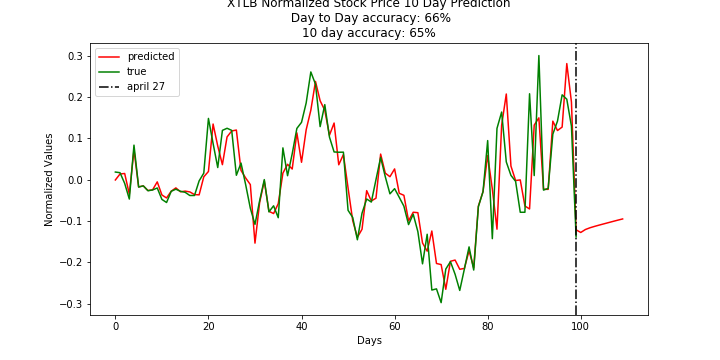 XTLB Normalized Stock Price 10 Day Prediction
Day to Day accuracy: 66%
10 day accuracy: 65%
predicted
true
april 27
Normalized Values
0.3
0.2
0.1
0.0
−0.1
−0.2
−0.3
0
20
40
60
80
100
Days